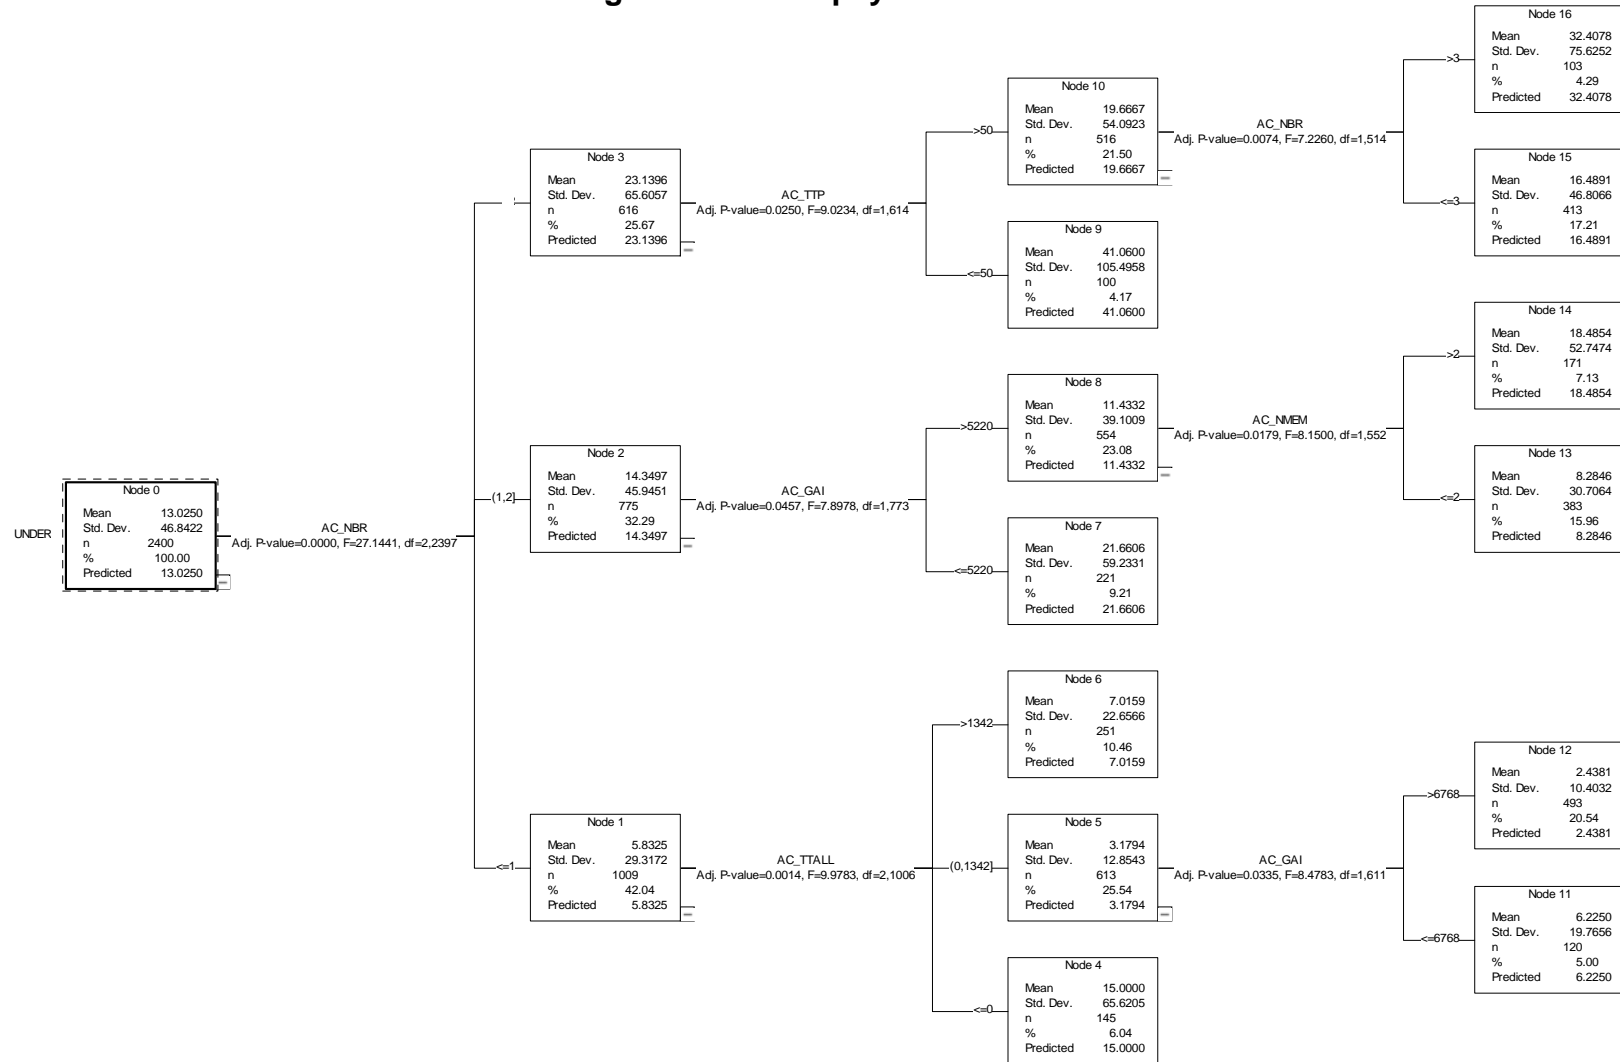 UNDER
Node 0
Mean 13.0250
Std. Dev. 46.8422
n 2400
% 100.00
Predicted 13.0250
AC_NBR
Adj. P-value=0.0000, F=27.1441, df=2,2397
Node 3
Mean 23.1396
Std. Dev. 65.6057
n 616
% 25.67
Predicted 23.1396
AC_TTP
Adj. P-value=0.0250, F=9.0234, df=1,614
>50
Node 10
Mean 19.6667
Std. Dev. 54.0923
n 516
% 21.50
Predicted 19.6667
AC_NBR
Adj. P-value=0.0074, F=7.2260, df=1,514
>3
Node 16
Mean 32.4078
Std. Dev. 75.6252
n 103
% 4.29
Predicted 32.4078
<=3
Node 15
Mean 16.4891
Std. Dev. 46.8066
n 413
% 17.21
Predicted 16.4891
<=50
Node 9
Mean 41.0600
Std. Dev. 105.4958
n 100
% 4.17
Predicted 41.0600
(1,2]
Node 2
Mean 14.3497
Std. Dev. 45.9451
n 775
% 32.29
Predicted 14.3497
AC_GAI
Adj. P-value=0.0457, F=7.8978, df=1,773
>5220
Node 8
Mean 11.4332
Std. Dev. 39.1009
n 554
% 23.08
Predicted 11.4332
AC_NMEM
Adj. P-value=0.0179, F=8.1500, df=1,552
>2
Node 14
Mean 18.4854
Std. Dev. 52.7474
n 171
% 7.13
Predicted 18.4854
<=2
Node 13
Mean 8.2846
Std. Dev. 30.7064
n 383
% 15.96
Predicted 8.2846
<=5220
Node 7
Mean 21.6606
Std. Dev. 59.2331
n 221
% 9.21
Predicted 21.6606
<=1
Node 1
Mean 5.8325
Std. Dev. 29.3172
n 1009
% 42.04
Predicted 5.8325
AC_TTALL
Adj. P-value=0.0014, F=9.9783, df=2,1006
>1342
Node 6
Mean 7.0159
Std. Dev. 22.6566
n 251
% 10.46
Predicted 7.0159
(0,1342]
Node 5
Mean 3.1794
Std. Dev. 12.8543
n 613
% 25.54
Predicted 3.1794
AC_GAI
Adj. P-value=0.0335, F=8.4783, df=1,611
>6768
Node 12
Mean 2.4381
Std. Dev. 10.4032
n 493
% 20.54
Predicted 2.4381
<=6768
Node 11
Mean 6.2250
Std. Dev. 19.7656
n 120
% 5.00
Predicted 6.2250
<=0
Node 4
Mean 15.0000
Std. Dev. 65.6205
n 145
% 6.04
Predicted 15.0000